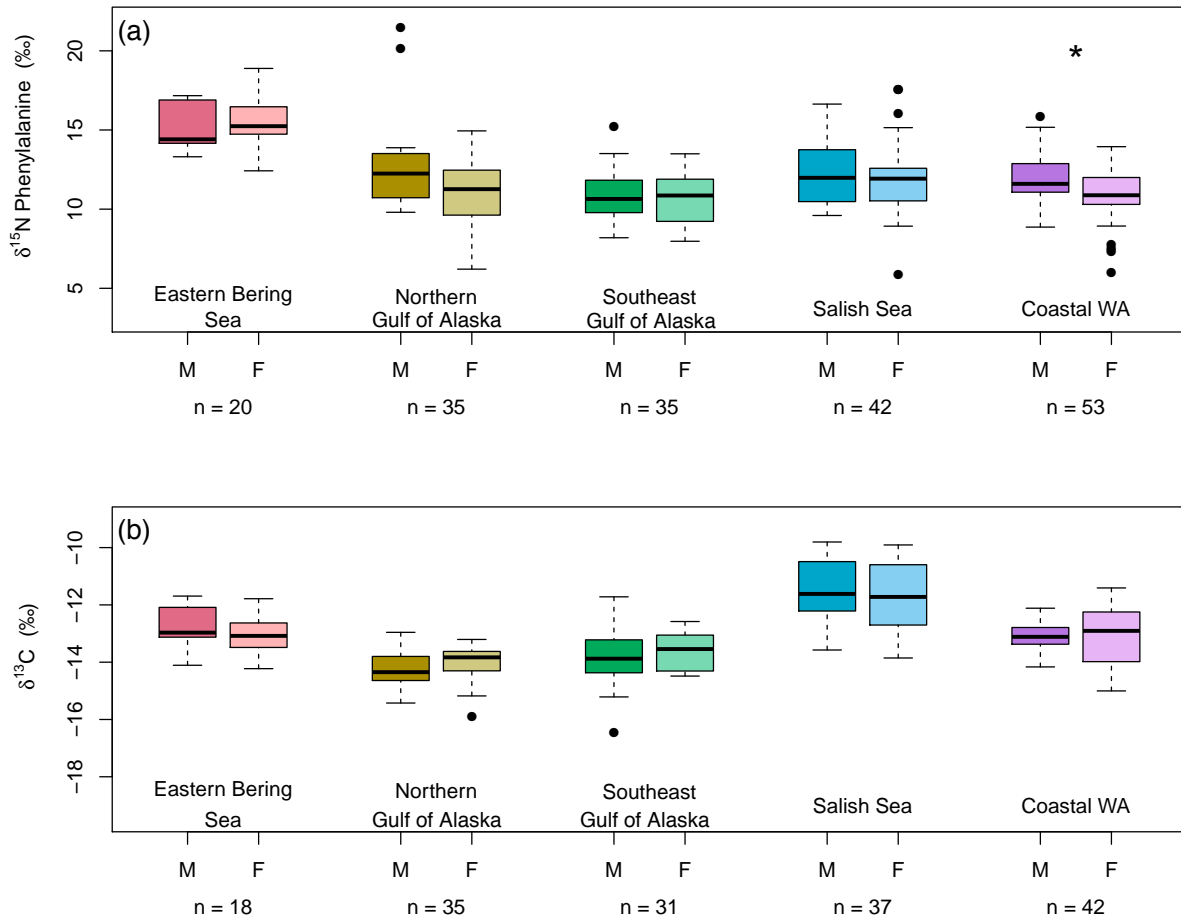 (a)
δ15N Phenylalanine (‰)
20
15
10
5
*
Eastern Bering
Sea
Northern
Gulf of Alaska
Southeast
Gulf of Alaska
Salish Sea
Coastal WA
M F M F M F M F M F
n = 20 n = 35 n = 35 n = 42 n = 53
(b)
δ13C (‰)
−10
−12
−14
−16
−18
Eastern Bering
Sea
Northern
Gulf of Alaska
Southeast
Gulf of Alaska
Salish Sea
Coastal WA
M F M F M F M F M F
n = 18 n = 35 n = 31 n = 37 n = 42